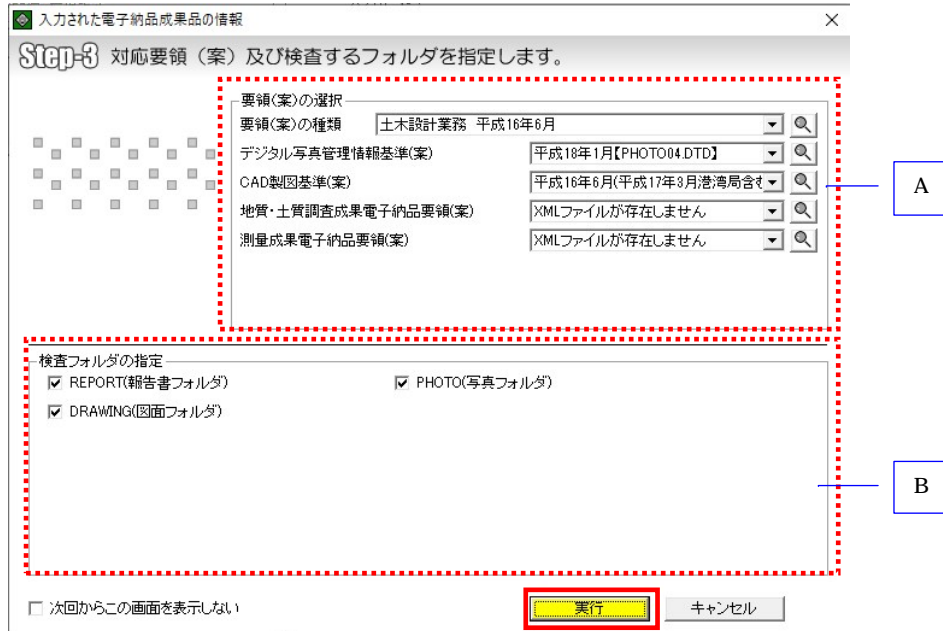 入力された電子納品成果品の情報
Step-3 対応要領（案）及び検査するフォルダを指定します。
要領(案)の選択
要領(案)の種類 土木設計業務 平成16年6月
デジタル写真管理情報基準(案) 平成18年1月【PHOTO04.DTD】
CAD製図基準(案) 平成16年6月(平成17年3月港湾局含む
地質・土質調査成果電子納品要領(案) XMLファイルが存在しません
測量成果電子納品要領(案) XMLファイルが存在しません
A
検査フォルダの指定
REPORT(報告書フォルダ) PHOTO(写真フォルダ)
DRAWING(図面フォルダ)
B
次回からこの画面を表示しない 実行 キャンセル